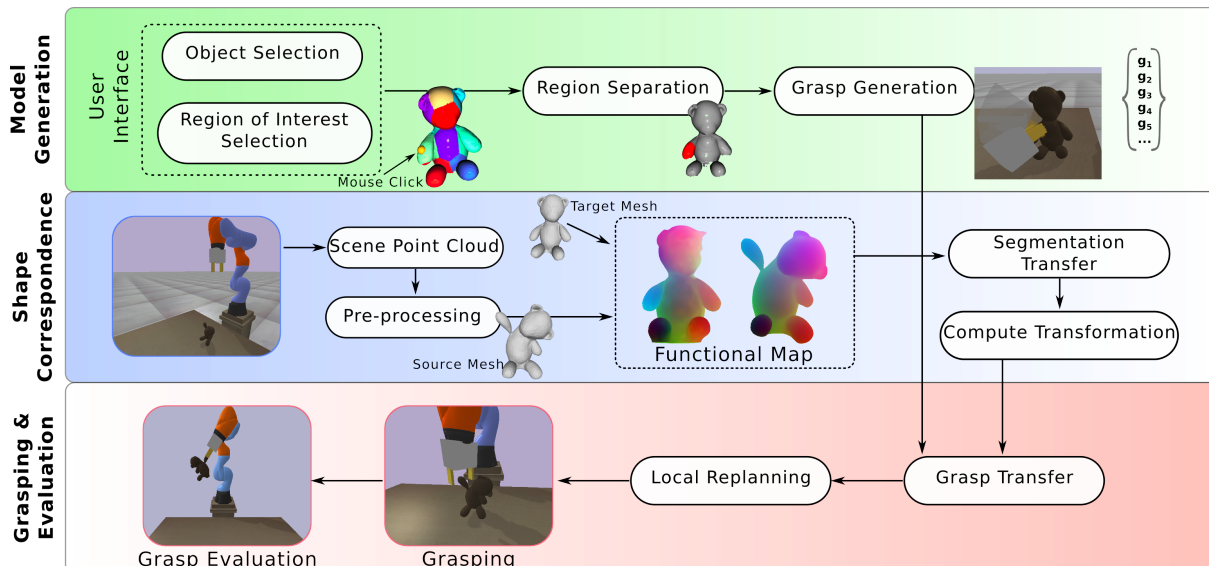 Model
Generation
User
Interface
Object Selection
Region of Interest
Selection
Mouse Click
Region Separation
Grasp Generation
g1
g2
g3
g4
g5
...
Shape
Correspondence
Scene Point Cloud
Pre-processing
Target Mesh
Source Mesh
Functional Map
Segmentation
Transfer
Compute Transformation
Grasping &
Evaluation
Grasp Evaluation
Grasping
Local Replanning
Grasp Transfer